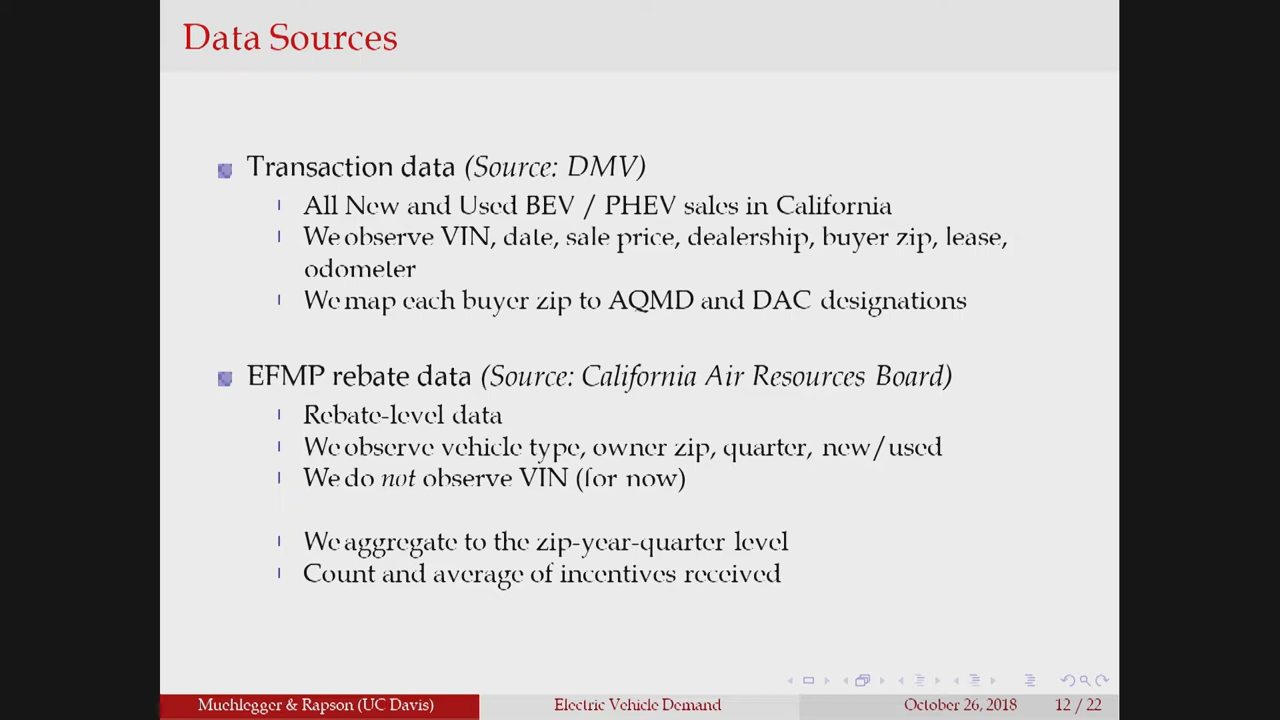 Data Sources
Transaction data (Source: DMV)
All New and Used BEV / PHEV sales in California
We observe VIN, date, sale price, dealership, buyer zip, lease,
odometer
We map each buyer zip to AQMD and DAC designations
EFMP rebate data (Source: California Air Resources Board)
Rebate-level data
We observe vehicle type, owner zip, quarter, new/used
We do not observe VIN (for now)
We aggregate to the zip-year-quarter level
Count and average of incentives received
Muehlegger & Rapson (UC Davis) Electric Vehicle Demand October 26, 2018 12 / 22